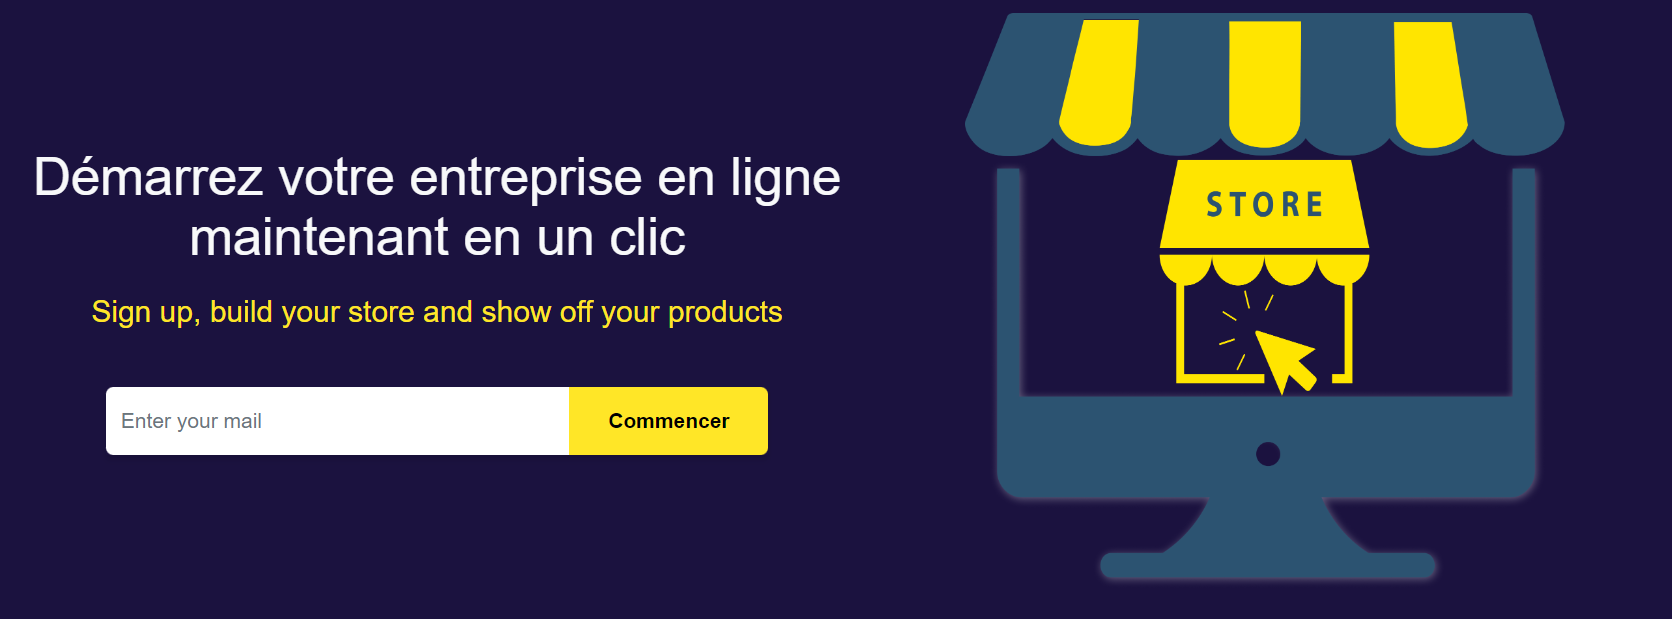 Démarrez votre entreprise en ligne
maintenant en un clic
Sign up, build your store and show off your products
Enter your mail
Commencer
STORE